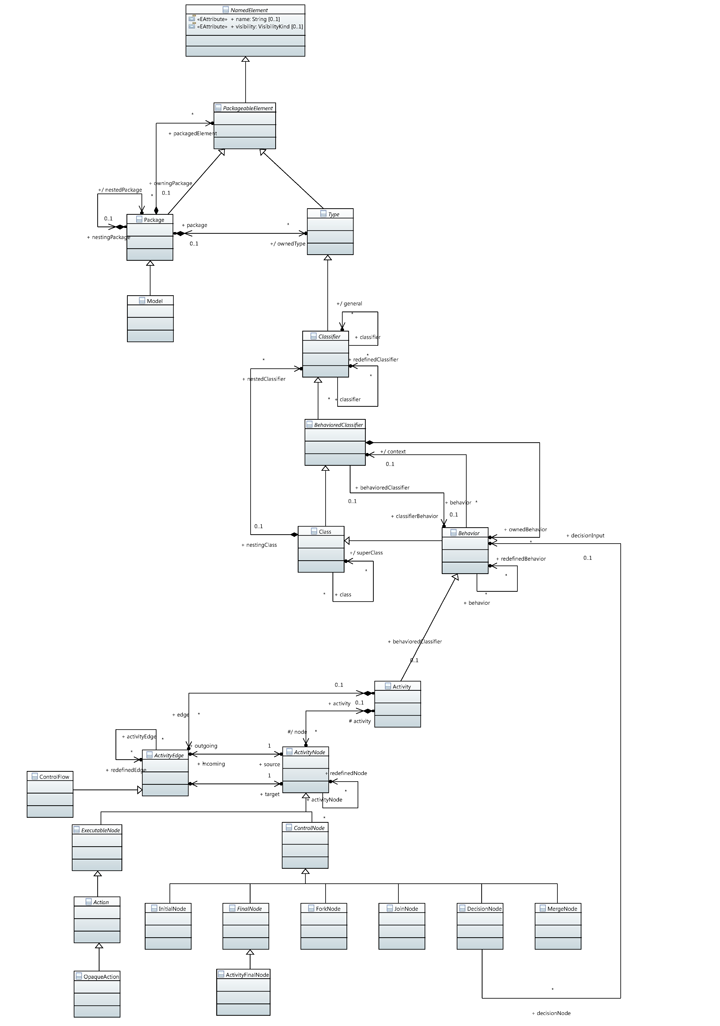 NamedElement
«EAttribute» + name: String [0..1]
«EAttribute» + visibility: VisibilityKind [0..1]
PackageableElement
*
+ packagedElement
+ owningPackage
0..1
+/ nestedPackage
*
0..1
+ nestingPackage
Package
+ package
0..1
*
+/ ownedType
Type
Model
+/ general
*
Classifier
+ classifier
*
+ redefinedClassifier
*
+ nestedClassifier
*
* + classifier
BehavioredClassifier
+/ context
0..1
+ behavioredClassifier
0..1
+ behavior *
+ classifierBehavior
0..1
0..1
+ nestingClass
Class
+/ superClass
*
* + class
Behavior
+ ownedBehavior
*
+ decisionInput
0..1
+ redefinedBehavior
*
*
+ behavior
+ behavioredClassifier
0..1
Activity
0..1
+ activity 0..1
# activity
+ edge *
#/ node *
+ activityEdge
*
*
+ redefinedEdge
ActivityEdge
outgoing
*
+ incoming
1
+ source
1
+ target
ActivityNode
+ redefinedNode
*
+ activityNode
*
ControlFlow
ExecutableNode
ControlNode
Action
InitialNode
FinalNode
ForkNode
JoinNode
DecisionNode
MergeNode
OpaqueAction
ActivityFinalNode
*
+ decisionNode